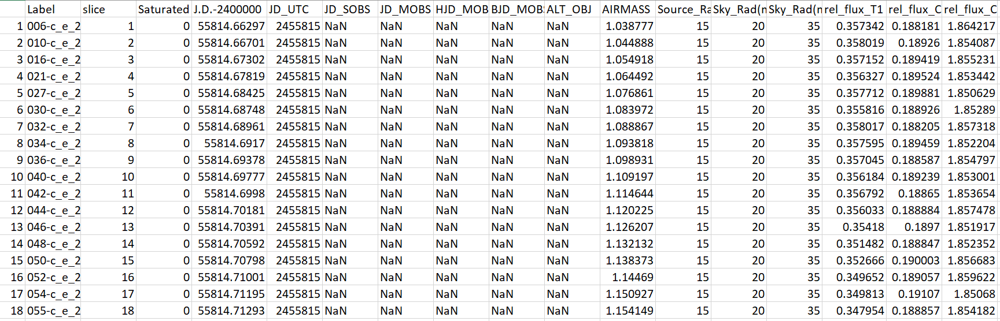 Label slice Saturated J.D.-2400000 JD_UTC JD_SOBS JD_MOBS HJD_MOB BJD_MOBS ALT_OBJ AIRMASS Source_Ra Sky_Rad(n Sky_Rad(n rel_flux_T1 rel_flux_C rel_flux_C
1 006-c_e_2 1 0 55814.66297 2455815 NaN NaN NaN NaN NaN 1.038777 15 20 35 0.357342 0.188181 1.864217
2 010-c_e_2 2 0 55814.66701 2455815 NaN NaN NaN NaN NaN 1.044888 15 20 35 0.358019 0.18926 1.854087
3 016-c_e_2 3 0 55814.67302 2455815 NaN NaN NaN NaN NaN 1.054918 15 20 35 0.357152 0.189419 1.855231
4 021-c_e_2 4 0 55814.67819 2455815 NaN NaN NaN NaN NaN 1.064492 15 20 35 0.356327 0.189524 1.853442
5 027-c_e_2 5 0 55814.68425 2455815 NaN NaN NaN NaN NaN 1.076861 15 20 35 0.357712 0.189881 1.850629
6 030-c_e_2 6 0 55814.68748 2455815 NaN NaN NaN NaN NaN 1.083972 15 20 35 0.355816 0.188926 1.85289
7 032-c_e_2 7 0 55814.68961 2455815 NaN NaN NaN NaN NaN 1.088867 15 20 35 0.358017 0.188205 1.857318
8 034-c_e_2 8 0 55814.6917 2455815 NaN NaN NaN NaN NaN 1.093818 15 20 35 0.357595 0.189459 1.852204
9 036-c_e_2 9 0 55814.69378 2455815 NaN NaN NaN NaN NaN 1.098931 15 20 35 0.357045 0.188587 1.854797
10 040-c_e_2 10 0 55814.69777 2455815 NaN NaN NaN NaN NaN 1.109197 15 20 35 0.356184 0.189239 1.853001
11 042-c_e_2 11 0 55814.6998 2455815 NaN NaN NaN NaN NaN 1.114644 15 20 35 0.356792 0.18865 1.853654
12 044-c_e_2 12 0 55814.70181 2455815 NaN NaN NaN NaN NaN 1.120225 15 20 35 0.356033 0.188884 1.857478
13 046-c_e_2 13 0 55814.70391 2455815 NaN NaN NaN NaN NaN 1.126207 15 20 35 0.35418 0.1897 1.851917
14 048-c_e_2 14 0 55814.70592 2455815 NaN NaN NaN NaN NaN 1.132132 15 20 35 0.351482 0.188847 1.852352
15 050-c_e_2 15 0 55814.70798 2455815 NaN NaN NaN NaN NaN 1.138373 15 20 35 0.352666 0.190003 1.856683
16 052-c_e_2 16 0 55814.71001 2455815 NaN NaN NaN NaN NaN 1.14469 15 20 35 0.349652 0.189057 1.859622
17 054-c_e_2 17 0 55814.71195 2455815 NaN NaN NaN NaN NaN 1.150927 15 20 35 0.349813 0.19107 1.85068
18 055-c_e_2 18 0 55814.71293 2455815 NaN NaN NaN NaN NaN 1.154149 15 20 35 0.347954 0.188857 1.854182